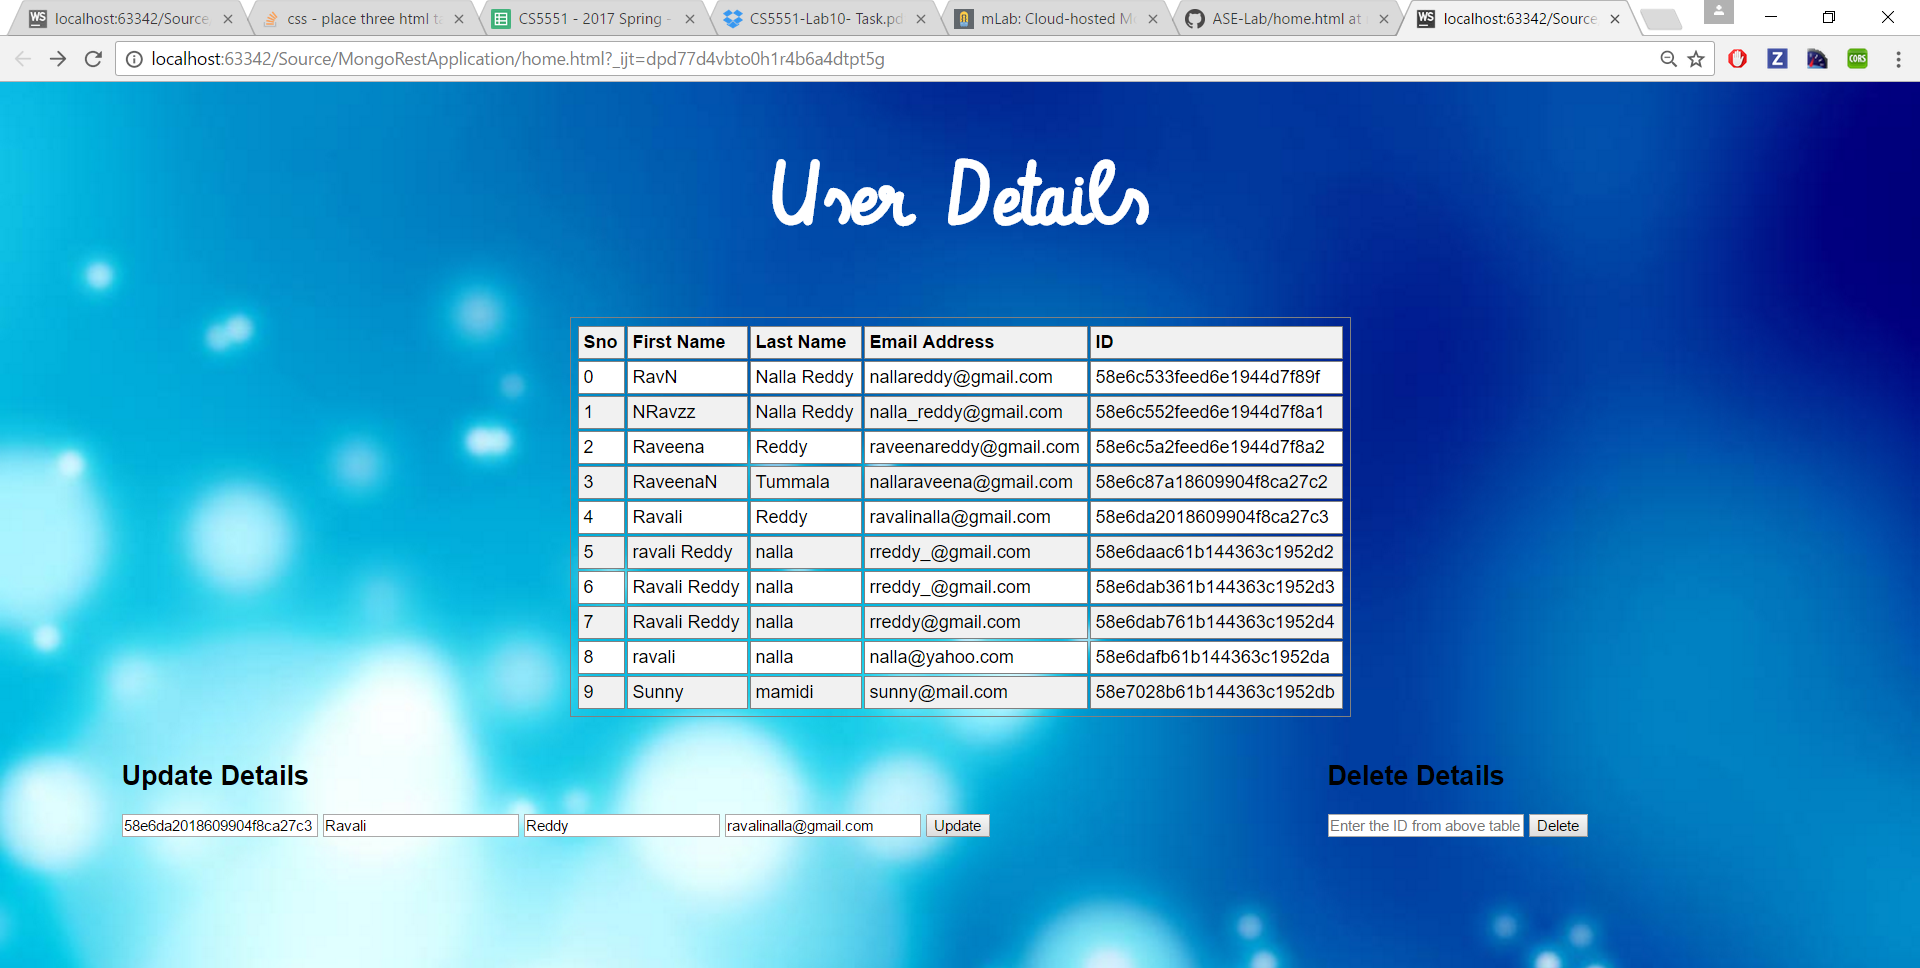 localhost:63342/Source
css - place three html ta
CS5551 - 2017 Spring -
CS5551-Lab10- Task.pd
mLab: Cloud-hosted M
ASE-Lab/home.html at
localhost:63342/Source
localhost:63342/Source/MongoRestApplication/home.html?_ijt=dpd77d4vbto0h1r4b6a4dtpt5g
User Details
Sno First Name Last Name Email Address ID
0 RavN Nalla Reddy nallareddy@gmail.com 58e6c533feed6e1944d7f89f
1 NRavzz Nalla Reddy nalla_reddy@gmail.com 58e6c552feed6e1944d7f8a1
2 Raveena Reddy raveenareddy@gmail.com 58e6c5a2feed6e1944d7f8a2
3 RaveenaN Tummala nallaraveena@gmail.com 58e6c87a18609904f8ca27c2
4 Ravali Reddy ravalinalla@gmail.com 58e6da2018609904f8ca27c3
5 ravali Reddy nalla rreddy_@gmail.com 58e6daac61b144363c1952d2
6 Ravali Reddy nalla rreddy_@gmail.com 58e6dab361b144363c1952d3
7 Ravali Reddy nalla rreddy@gmail.com 58e6dab761b144363c1952d4
8 ravali nalla nalla@yahoo.com 58e6dafb61b144363c1952da
9 Sunny mamidi sunny@mail.com 58e7028b61b144363c1952db
Update Details
58e6da2018609904f8ca27c3 Ravali Reddy ravalinalla@gmail.com Update
Delete Details
Enter the ID from above table Delete